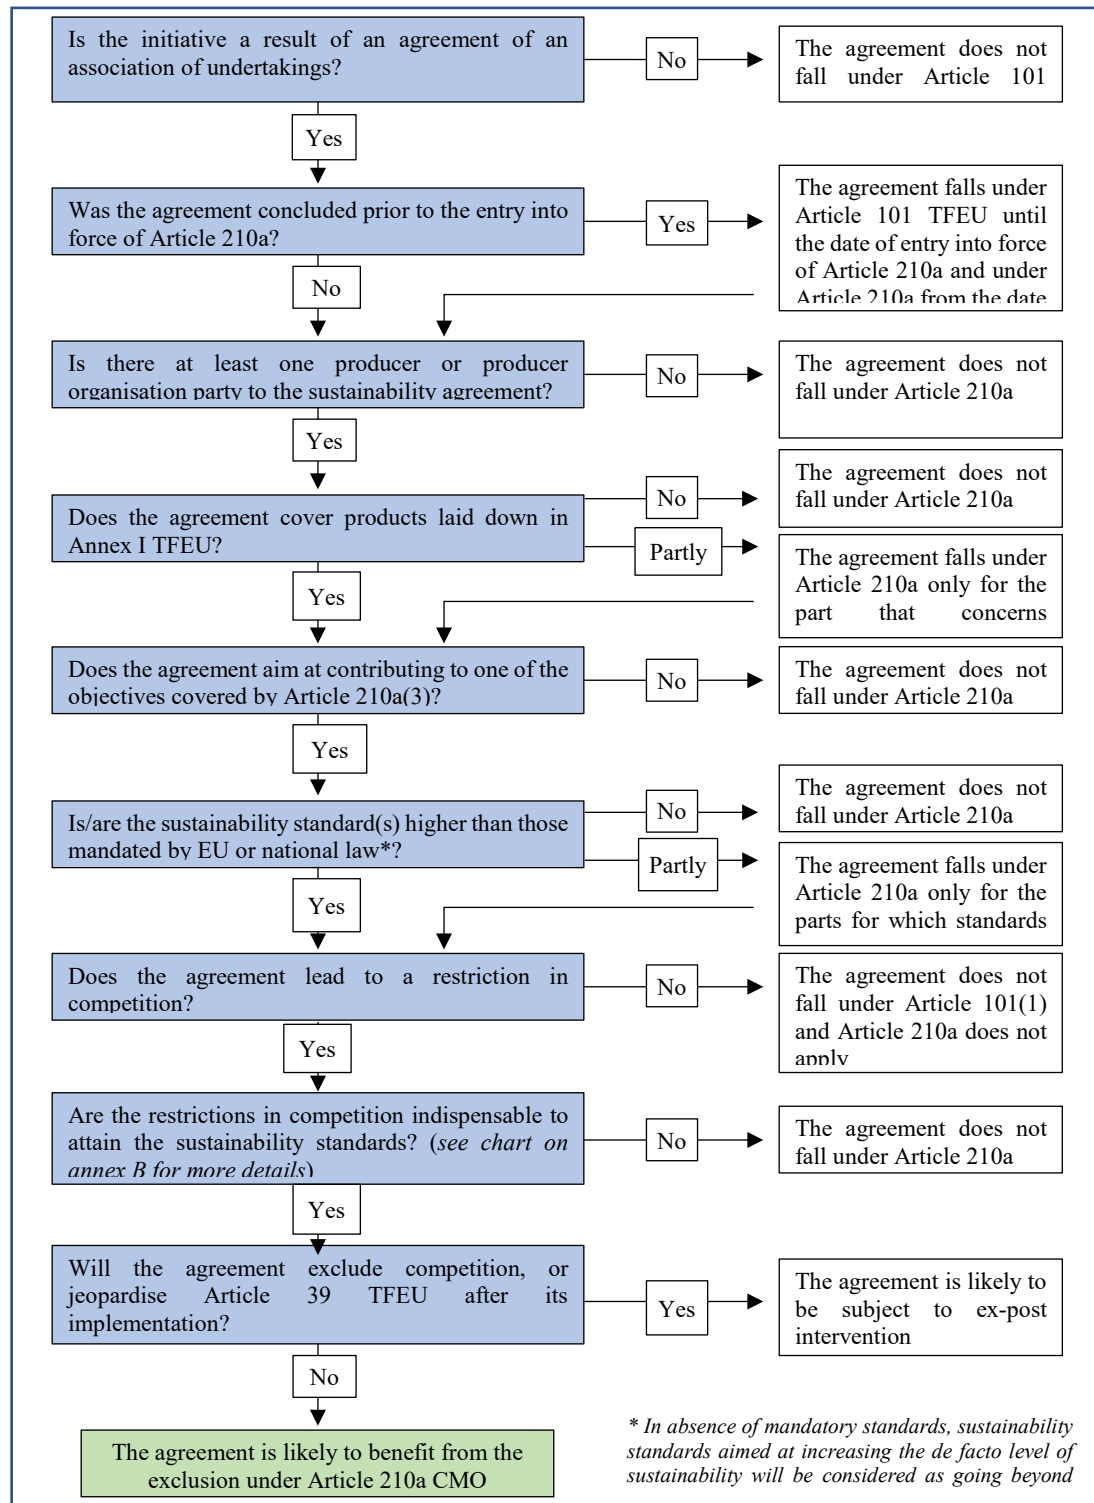 Is the initiative a result of an agreement of an
association of undertakings?
No
The agreement does not
fall under Article 101
Yes
Was the agreement concluded prior to the entry into
force of Article 210a?
Yes
The agreement falls under
Article 101 TFEU until
the date of entry into force
of Article 210a and under
Article 210a from the date
No
Is there at least one producer or producer
organisation party to the sustainability agreement?
No
The agreement does not
fall under Article 210a
Yes
Does the agreement cover products laid down in
Annex I TFEU?
No
The agreement does not
fall under Article 210a
Partly
The agreement falls under
Article 210a only for the
part that concerns
Yes
Does the agreement aim at contributing to one of the
objectives covered by Article 210a(3)?
No
The agreement does not
fall under Article 210a
Yes
Is/are the sustainability standard(s) higher than those
mandated by EU or national law*?
No
The agreement does not
fall under Article 210a
Partly
The agreement falls under
Article 210a only for the
parts for which standards
Yes
Does the agreement lead to a restriction in
competition?
No
The agreement does not
fall under Article 101(1)
and Article 210a does not
apply
Yes
Are the restrictions in competition indispensable to
attain the sustainability standards? (see chart on
annex B for more details)
No
The agreement does not
fall under Article 210a
Yes
Will the agreement exclude competition, or
jeopardise Article 39 TFEU after its
implementation?
Yes
The agreement is likely to
be subject to ex-post
intervention
No
The agreement is likely to benefit from the
exclusion under Article 210a CMO
* In absence of mandatory standards, sustainability
standards aimed at increasing the de facto level of
sustainability will be considered as going beyond